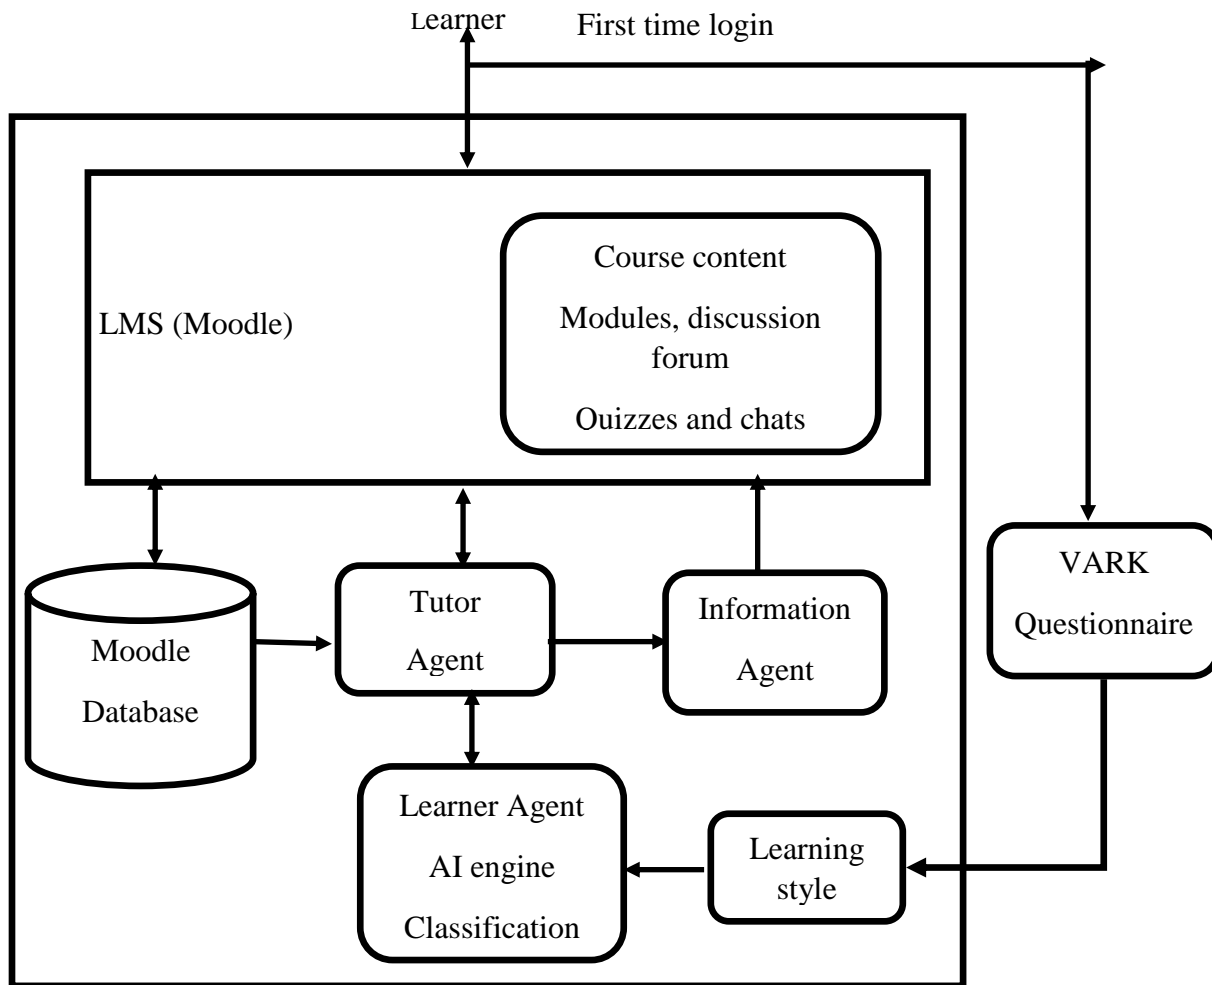 Learner
First time login
Course content
LMS (Moodle)
Modules, discussion
forum
Quizzes and chats
Moodle
Database
Tutor
Agent
Information
Agent
VARK
Questionnaire
Learner Agent
AI engine
Classification
Learning
style